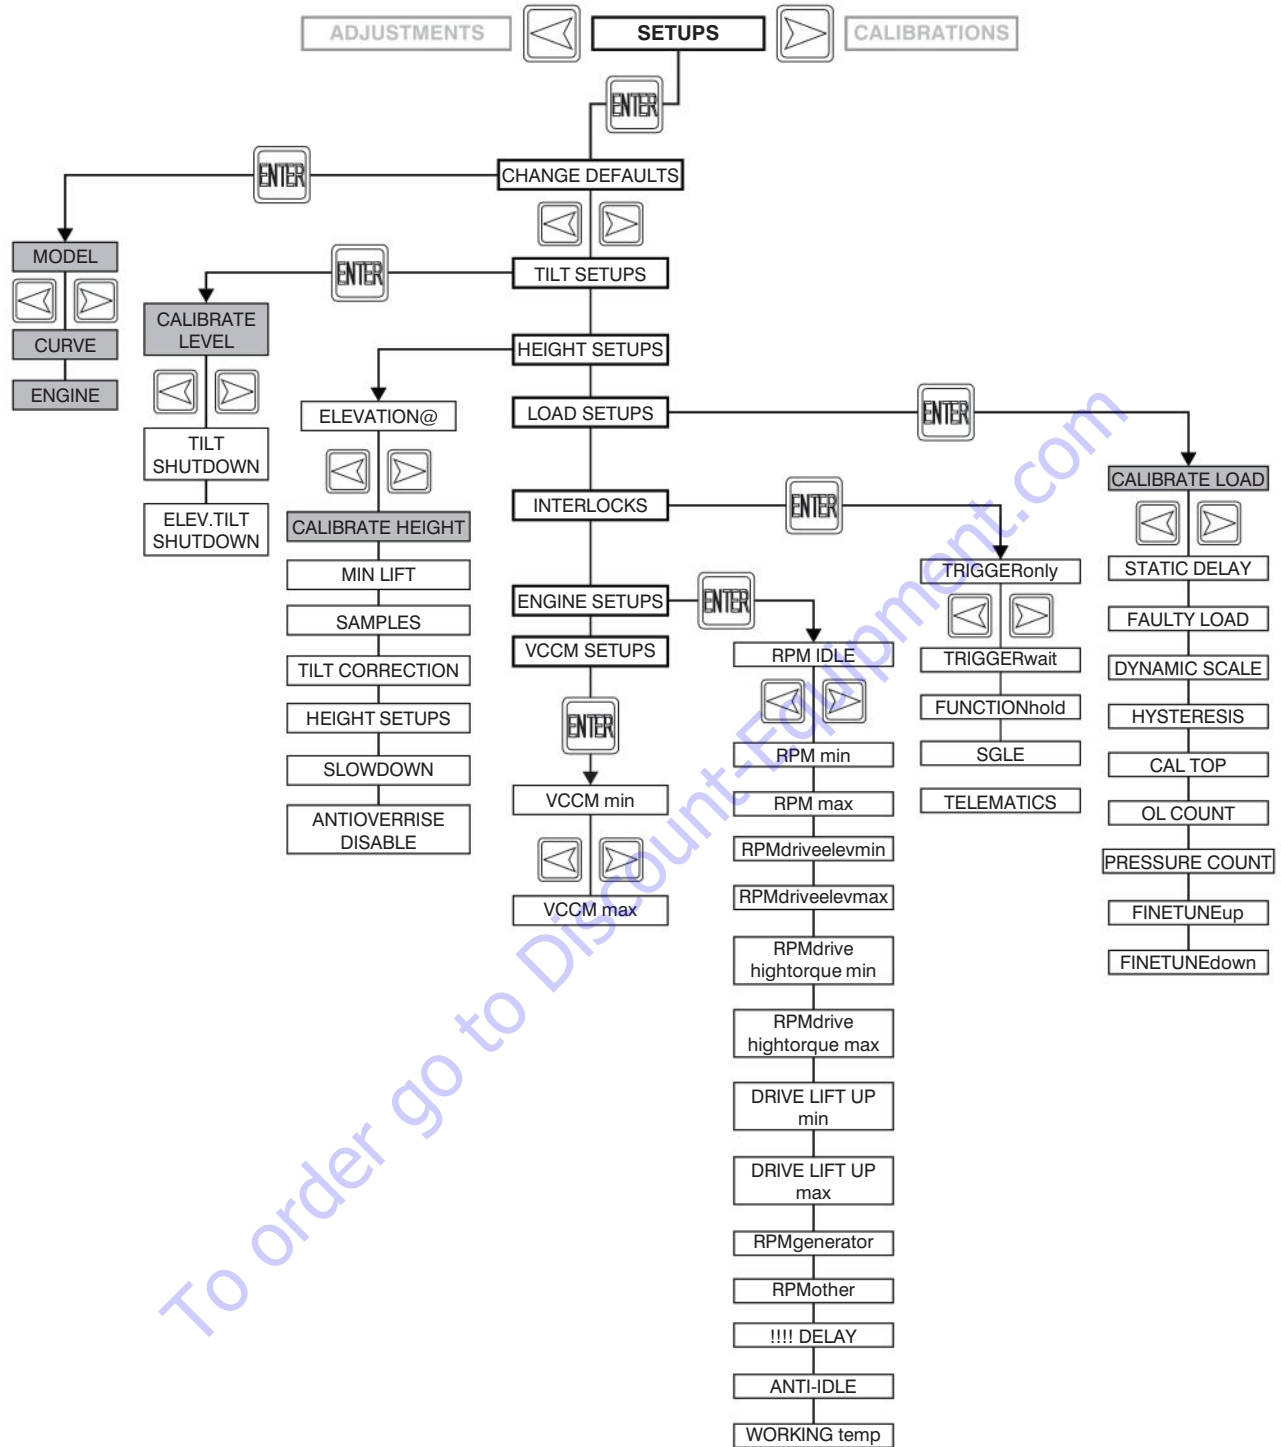 ADJUSTMENTS
SETUPS
CALIBRATIONS
ENTER
CHANGE DEFAULTS
ENTER
MODEL
CURVE
ENGINE
TILT SETUPS
ENTER
CALIBRATE
LEVEL
TILT
SHUTDOWN
ELEV.TILT
SHUTDOWN
HEIGHT SETUPS
ELEVATION@
CALIBRATE HEIGHT
MIN LIFT
SAMPLES
TILT CORRECTION
HEIGHT SETUPS
SLOWDOWN
ANTIOVERRISE
DISABLE
LOAD SETUPS
ENTER
CALIBRATE LOAD
STATIC DELAY
FAULTY LOAD
DYNAMIC SCALE
HYSTERESIS
CAL TOP
OL COUNT
PRESSURE COUNT
FINETUNEup
FINETUNEdown
INTERLOCKS
ENTER
TRIGGERonly
TRIGGERwait
FUNCTIONhold
SGLE
TELEMATICS
ENGINE SETUPS
ENTER
RPM IDLE
RPM min
RPM max
RPMdriveelevmin
RPMdriveelevmax
RPMdrive
hightorque min
RPMdrive
hightorque max
DRIVE LIFT UP
min
DRIVE LIFT UP
max
RPMgenerator
RPMother
!!!! DELAY
ANTI-IDLE
WORKING temp
VCCM SETUPS
ENTER
VCCM min
VCCM max
To order go to Discount-Equipment.com